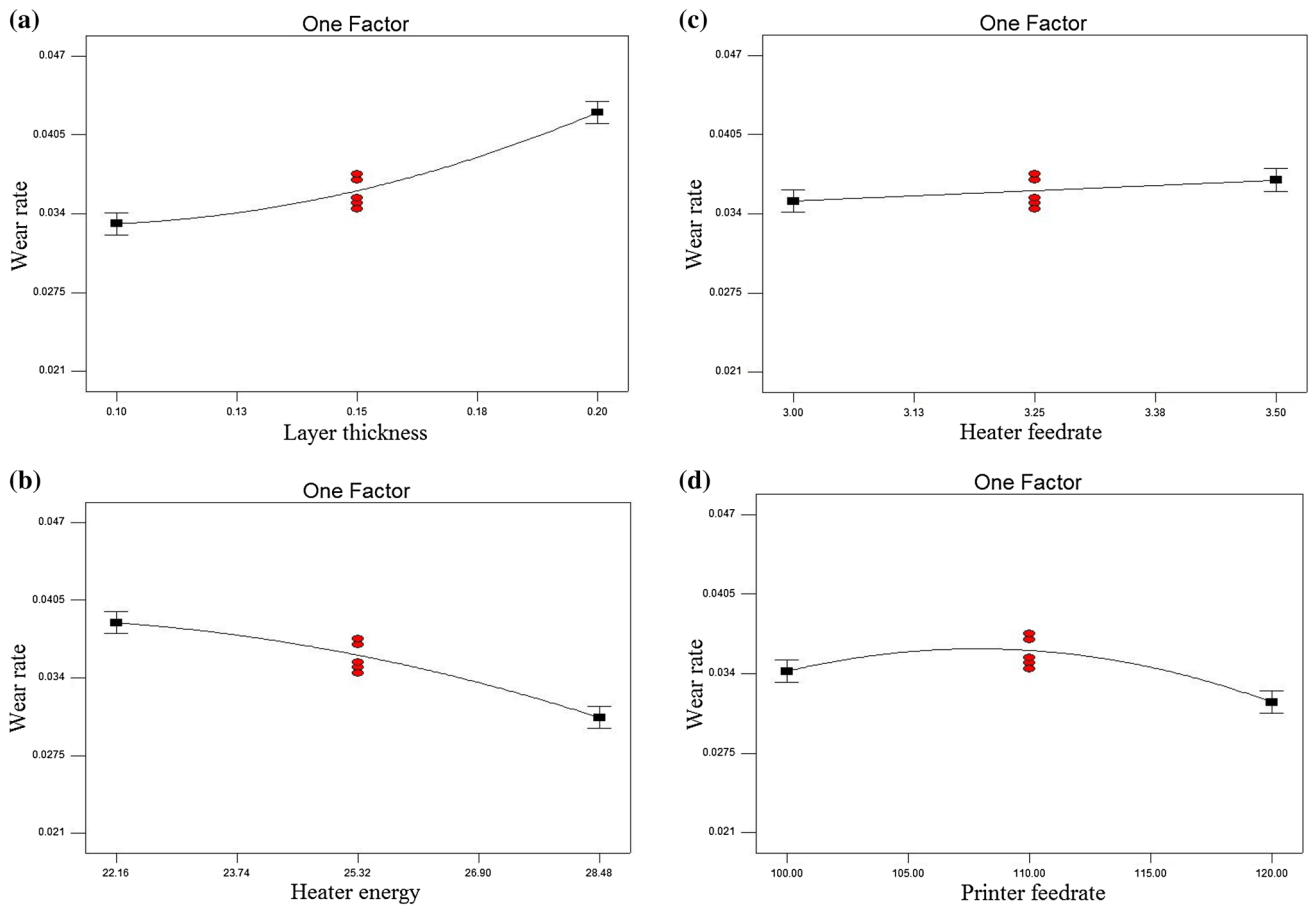 (a)
One Factor
0.047
0.0405
0.034
0.0275
0.021
Wear rate
0.10 0.13 0.15 0.18 0.20
Layer thickness
(c)
One Factor
0.047
0.0405
0.034
0.0275
0.021
Wear rate
3.00 3.13 3.25 3.38 3.50
Heater feedrate
(b)
One Factor
0.047
0.0405
0.034
0.0275
0.021
Wear rate
22.16 23.74 25.32 26.90 28.48
Heater energy
(d)
One Factor
0.047
0.0405
0.034
0.0275
0.021
Wear rate
100.00 105.00 110.00 115.00 120.00
Printer feedrate